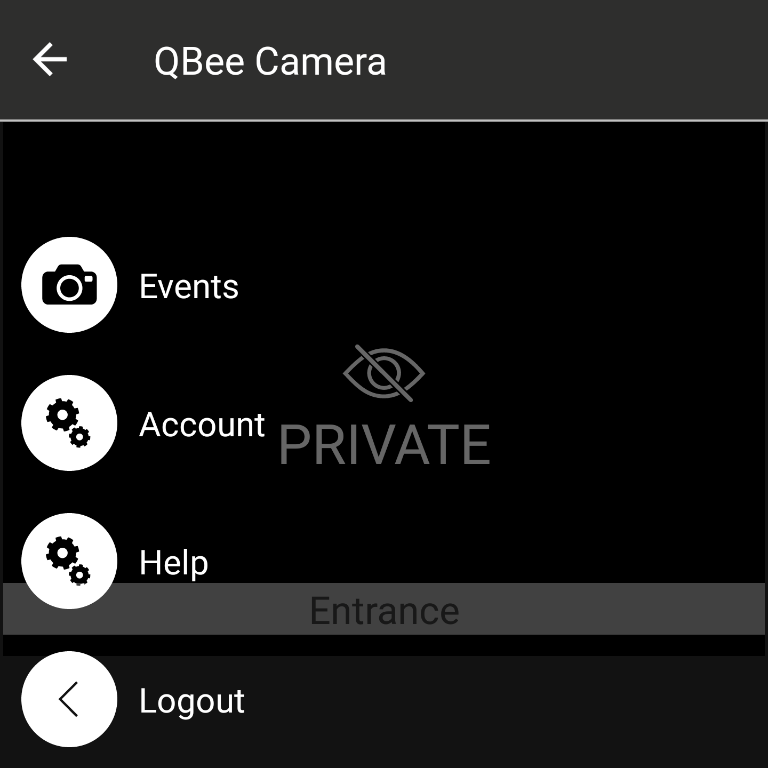 QBee Camera
Events
Account
PRIVATE
Help
Entrance
Logout